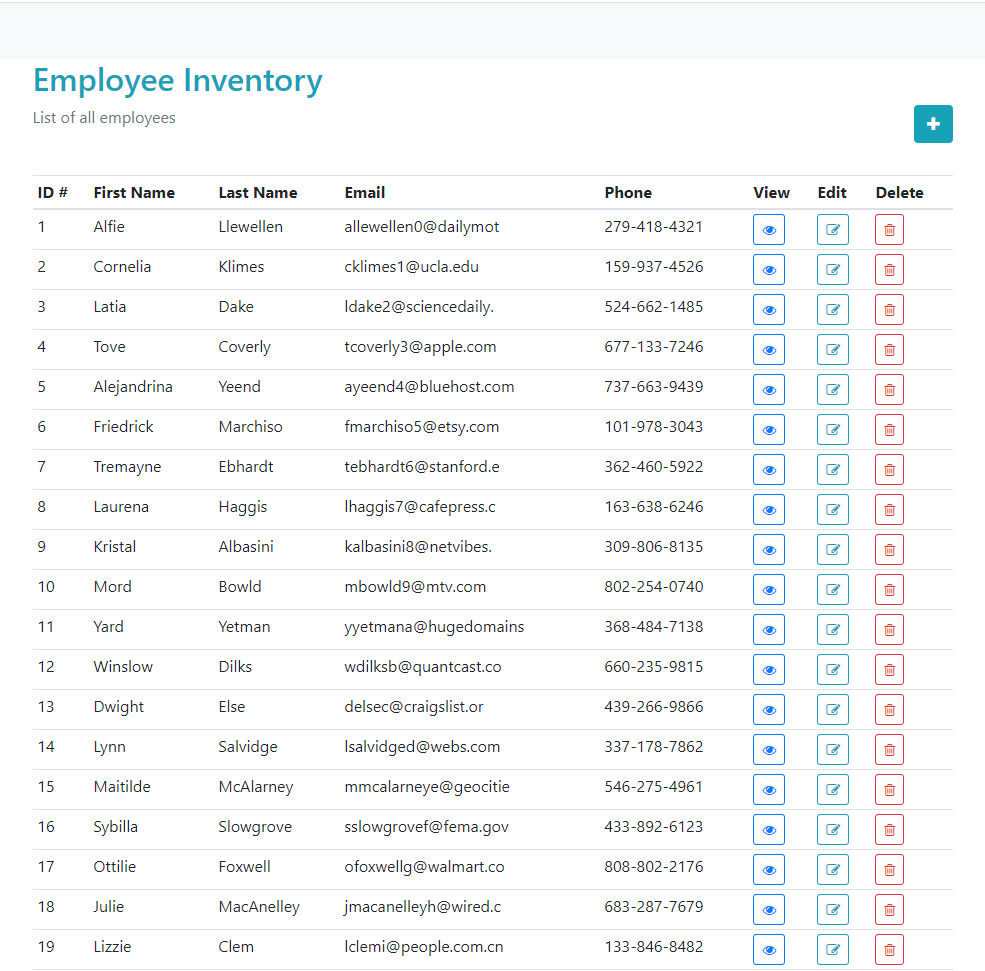 Employee Inventory
List of all employees
ID # First Name Last Name Email Phone View Edit Delete
1 Alfie Llewellen allewellen0@dailymot 279-418-4321
2 Cornelia Klimes cklimes1@ucla.edu 159-937-4526
3 Latia Dake ldake2@sciencedaily. 524-662-1485
4 Tove Coverly tcoverly3@apple.com 677-133-7246
5 Alejandrina Yeend ayeend4@bluehost.com 737-663-9439
6 Friedrick Marchiso fmarchiso5@etsy.com 101-978-3043
7 Tremayne Ebhardt tebhardt6@stanford.e 362-460-5922
8 Laurena Haggis lhaggis7@cafepress.c 163-638-6246
9 Kristal Albasini kalbasini8@netvibes. 309-806-8135
10 Mord Bowld mbowld9@mtv.com 802-254-0740
11 Yard Yetman yyetmana@hugedomains 368-484-7138
12 Winslow Dilks wdilksb@quantcast.co 660-235-9815
13 Dwight Else delsec@craigslist.or 439-266-9866
14 Lynn Salvidge lsalvidged@webs.com 337-178-7862
15 Maitilde McAlarney mmcalarneye@geocitie 546-275-4961
16 Sybilla Slowgrove sslowgrovef@fema.gov 433-892-6123
17 Ottilie Foxwell ofoxwellg@walmart.co 808-802-2176
18 Julie MacAnelley jmacanelleyh@wired.c 683-287-7679
19 Lizzie Clem lclemi@people.com.cn 133-846-8482